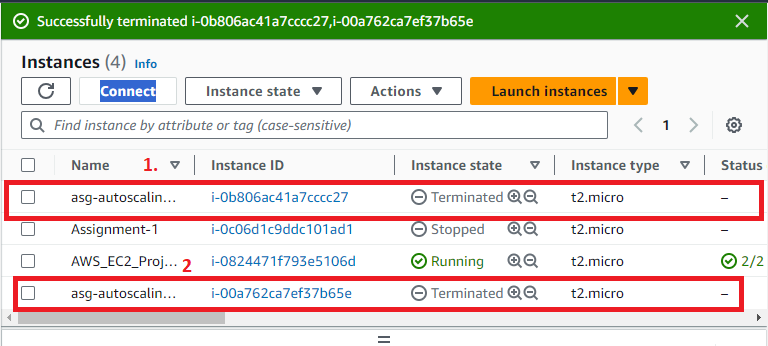 Successfully terminated i-0b806ac41a7cccc27,i-00a762ca7ef37b65e
Instances (4) Info
Connect Instance state Actions Launch instances
Find instance by attribute or tag (case-sensitive) 1
Name 1. Instance ID Instance state Instance type Status
asg-autoscalin... i-0b806ac41a7cccc27 Terminated t2.micro –
Assignment-1 i-0c06d1c9ddc101ad1 Stopped t2.micro –
AWS_EC2_Proj... 2 i-0824471f793e5106d Running t2.micro 2/2
asg-autoscalin... i-00a762ca7ef37b65e Terminated t2.micro –